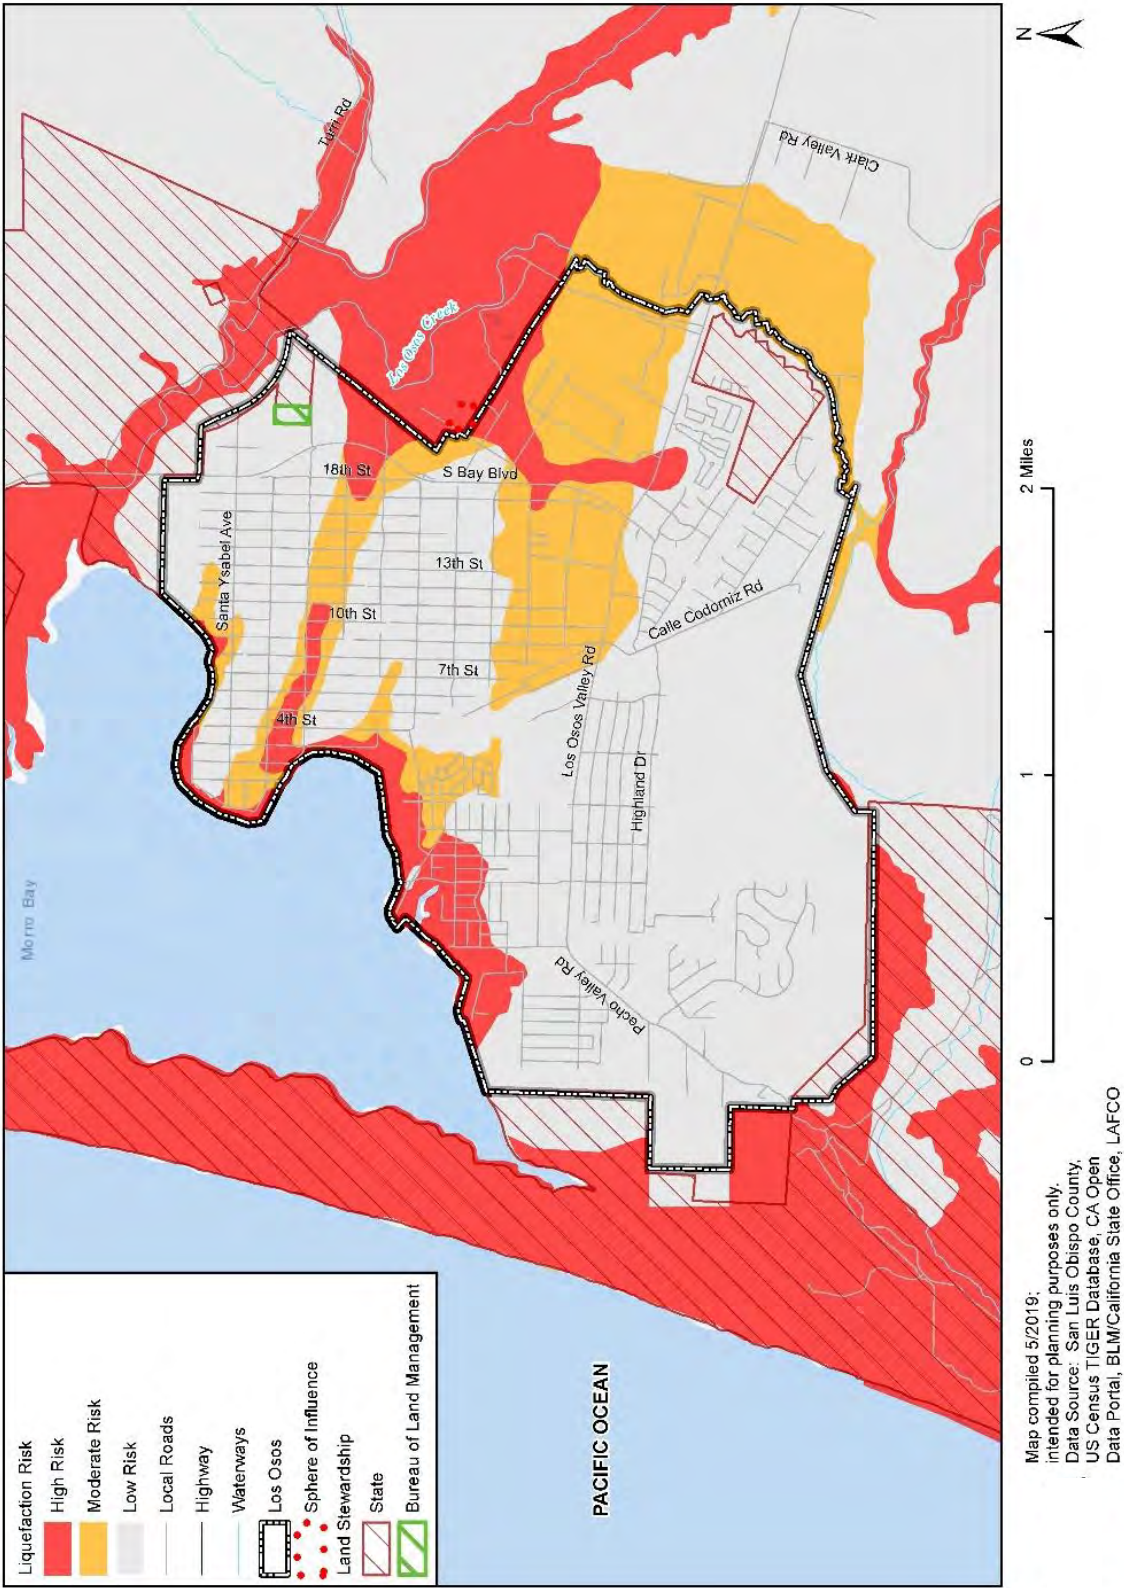 Liquefaction Risk
High Risk
Moderate Risk
Low Risk
Local Roads
Highway
Waterways
Los Osos
Sphere of Influence
Land Stewardship
State
Bureau of Land Management
PACIFIC OCEAN
Morro Bay
Turri Rd
Los Osos Creek
Clark Valley Rd
Santa Ysabel Ave
18th St
S Bay Blvd
13th St
10th St
7th St
4th St
Calle Codorniz Rd
Los Osos Valley Rd
Highland Dr
Pecho Valley Rd
N
0
1
2 Miles
Map compiled 5/2019;
intended for planning purposes only.
Data Source: San Luis Obispo County,
US Census TIGER Database, CA Open
Data Portal, BLM/California State Office, LAFCO